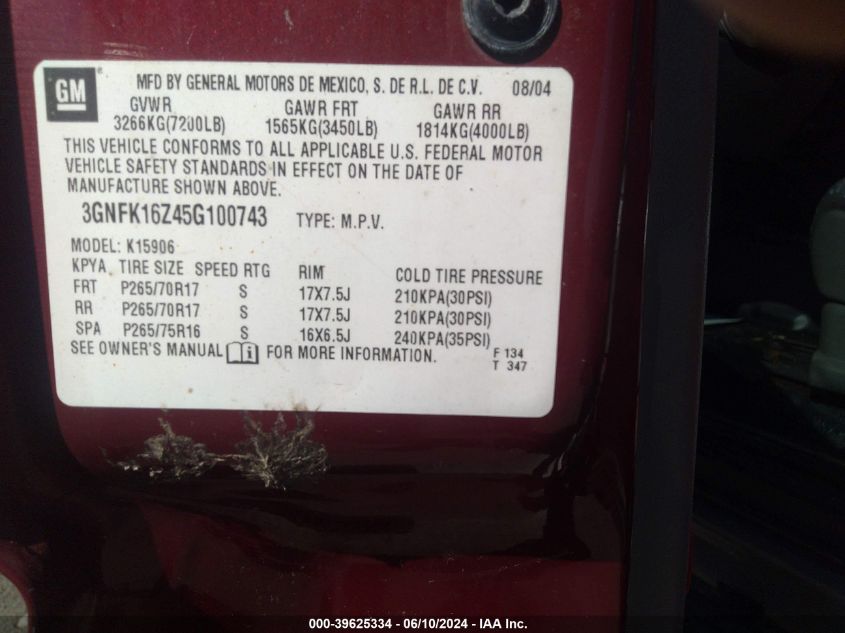 GM ® MFD BY GENERAL MOTORS DE MEXICO, S. DE R.L. DE C.V. 08/04
GVWR GAWR FRT GAWR RR
3266KG(7200LB) 1565KG(3450LB) 1814KG(4000LB)
THIS VEHICLE CONFORMS TO ALL APPLICABLE U.S. FEDERAL MOTOR
VEHICLE SAFETY STANDARDS IN EFFECT ON THE DATE OF
MANUFACTURE SHOWN ABOVE.
3GNFK16Z45G100743 TYPE: M.P.V.
MODEL: K15906
KPYA TIRE SIZE SPEED RTG RIM COLD TIRE PRESSURE
FRT P265/70R17 S 17X7.5J 210KPA(30PSI)
RR P265/70R17 S 17X7.5J 210KPA(30PSI)
SPA P265/75R16 S 16X6.5J 240KPA(35PSI)
SEE OWNER'S MANUAL i FOR MORE INFORMATION. F 134
T 347
000-39625334 - 06/10/2024 - IAA Inc.